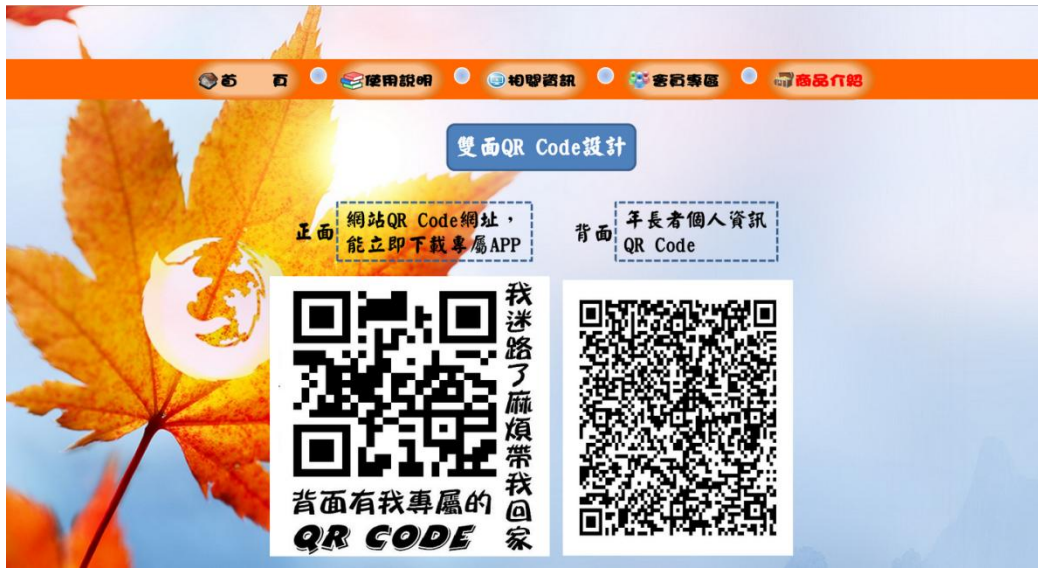 首 頁
使用說明
相關資訊
會員專區
商品介紹
雙面QR Code設計
正面
網站QR Code網址，
能立即下載專屬APP
背面
年長者個人資訊
QR Code
我迷路了麻煩帶我回家
背面有我專屬的
QR CODE